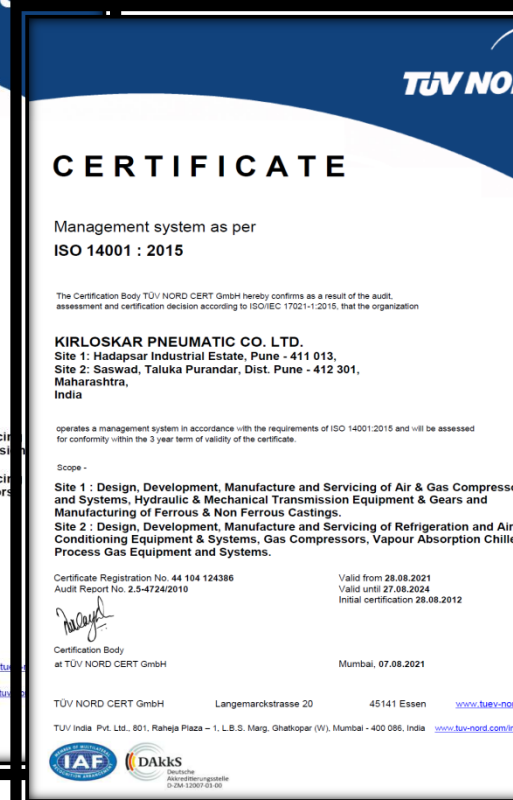 TÜV NO
CERTIFICATE
Management system as per
ISO 14001 : 2015
The Certification Body TÜV NORD CERT GmbH hereby confirms as a result of the audit,
assessment and certification decision according to ISO/IEC 17021-1:2015, that the organization
KIRLOSKAR PNEUMATIC CO. LTD.
Site 1: Hadapsar Industrial Estate, Pune - 411 013,
Site 2: Saswad, Taluka Purandar, Dist. Pune - 412 301,
Maharashtra,
India
operates a management system in accordance with the requirements of ISO 14001:2015 and will be assessed
for conformity within the 3 year term of validity of the certificate.
Scope -
Site 1 : Design, Development, Manufacture and Servicing of Air & Gas Compresso
and Systems, Hydraulic & Mechanical Transmission Equipment & Gears and
Manufacturing of Ferrous & Non Ferrous Castings.
Site 2 : Design, Development, Manufacture and Servicing of Refrigeration and Air
Conditioning Equipment & Systems, Gas Compressors, Vapour Absorption Chille
Process Gas Equipment and Systems.
Certificate Registration No. 44 104 124386
Audit Report No. 2.5-4724/2010
Valid from 28.08.2021
Valid until 27.08.2024
Initial certification 28.08.2012
Certification Body
at TÜV NORD CERT GmbH
Mumbai, 07.08.2021
TÜV NORD CERT GmbH Langemarckstrasse 20 45141 Essen www.tuev-nor
TUV India Pvt. Ltd., 801, Raheja Plaza – 1, L.B.S. Marg, Ghatkopar (W), Mumbai - 400 086, India www.tuv-nord.com/in
MEMBER OF MULTILATERAL
RECOGNITION ARRANGEMENT
IAF
DAkkS
Deutsche
Akkreditierungsstelle
D-ZM-12007-01-00